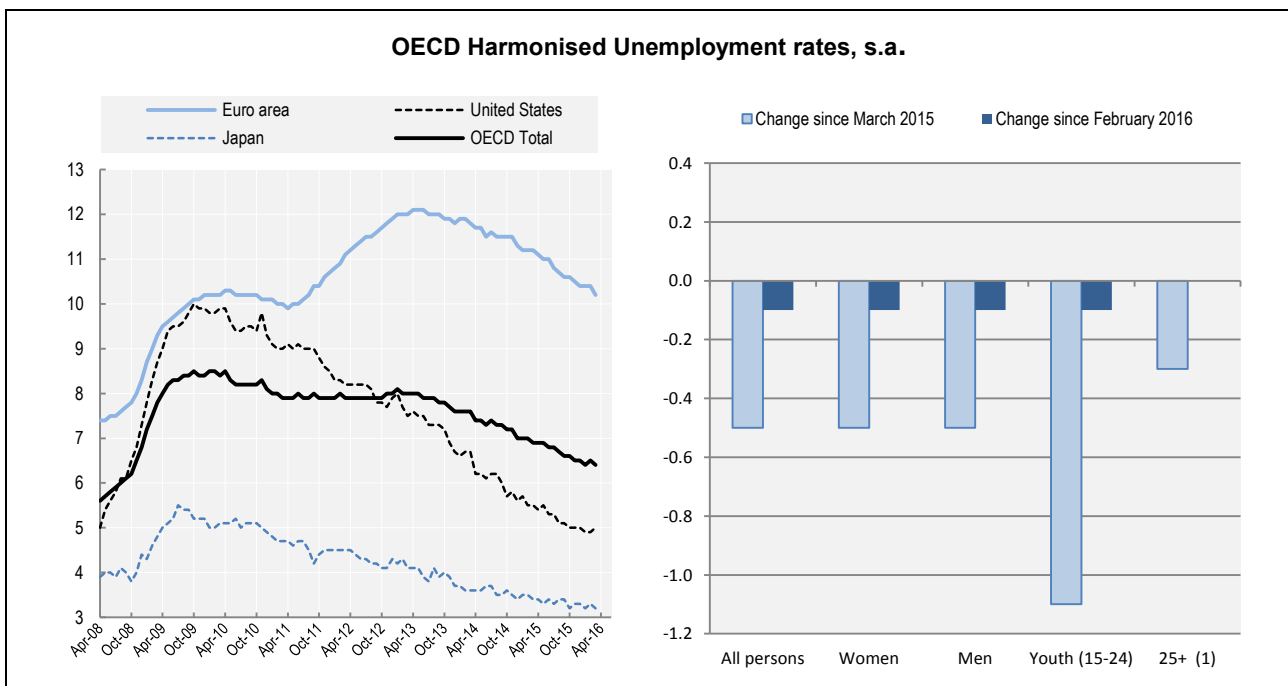 OECD Harmonised Unemployment rates, s.a.
Euro area
United States
Japan
OECD Total
13
12
11
10
9
8
7
6
5
4
3
Apr-08
Oct-08
Apr-09
Oct-09
Apr-10
Oct-10
Apr-11
Oct-11
Apr-12
Oct-12
Apr-13
Oct-13
Apr-14
Oct-14
Apr-15
Oct-15
Apr-16
Change since March 2015
Change since February 2016
0.4
0.2
0.0
-0.2
-0.4
-0.6
-0.8
-1.0
-1.2
All persons
Women
Men
Youth (15-24)
25+ (1)